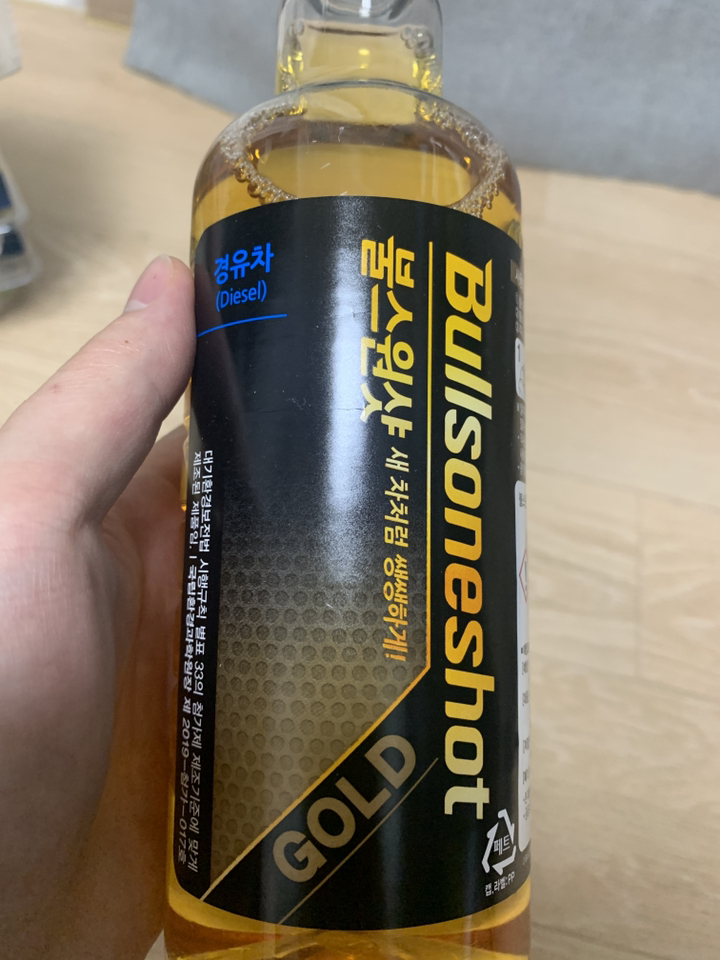 경유차
(Diesel)
Bullsoneshot
불스원샷 새 차처럼 쌩쌩하게!
GOLD
대기환경보전법 시행규칙 별표 33의 첨가제 제조기준에 맞게
제조된 제품임. | 국립환경과학원장 제 2019-첨가-017호
페트
캡,라벨:PP